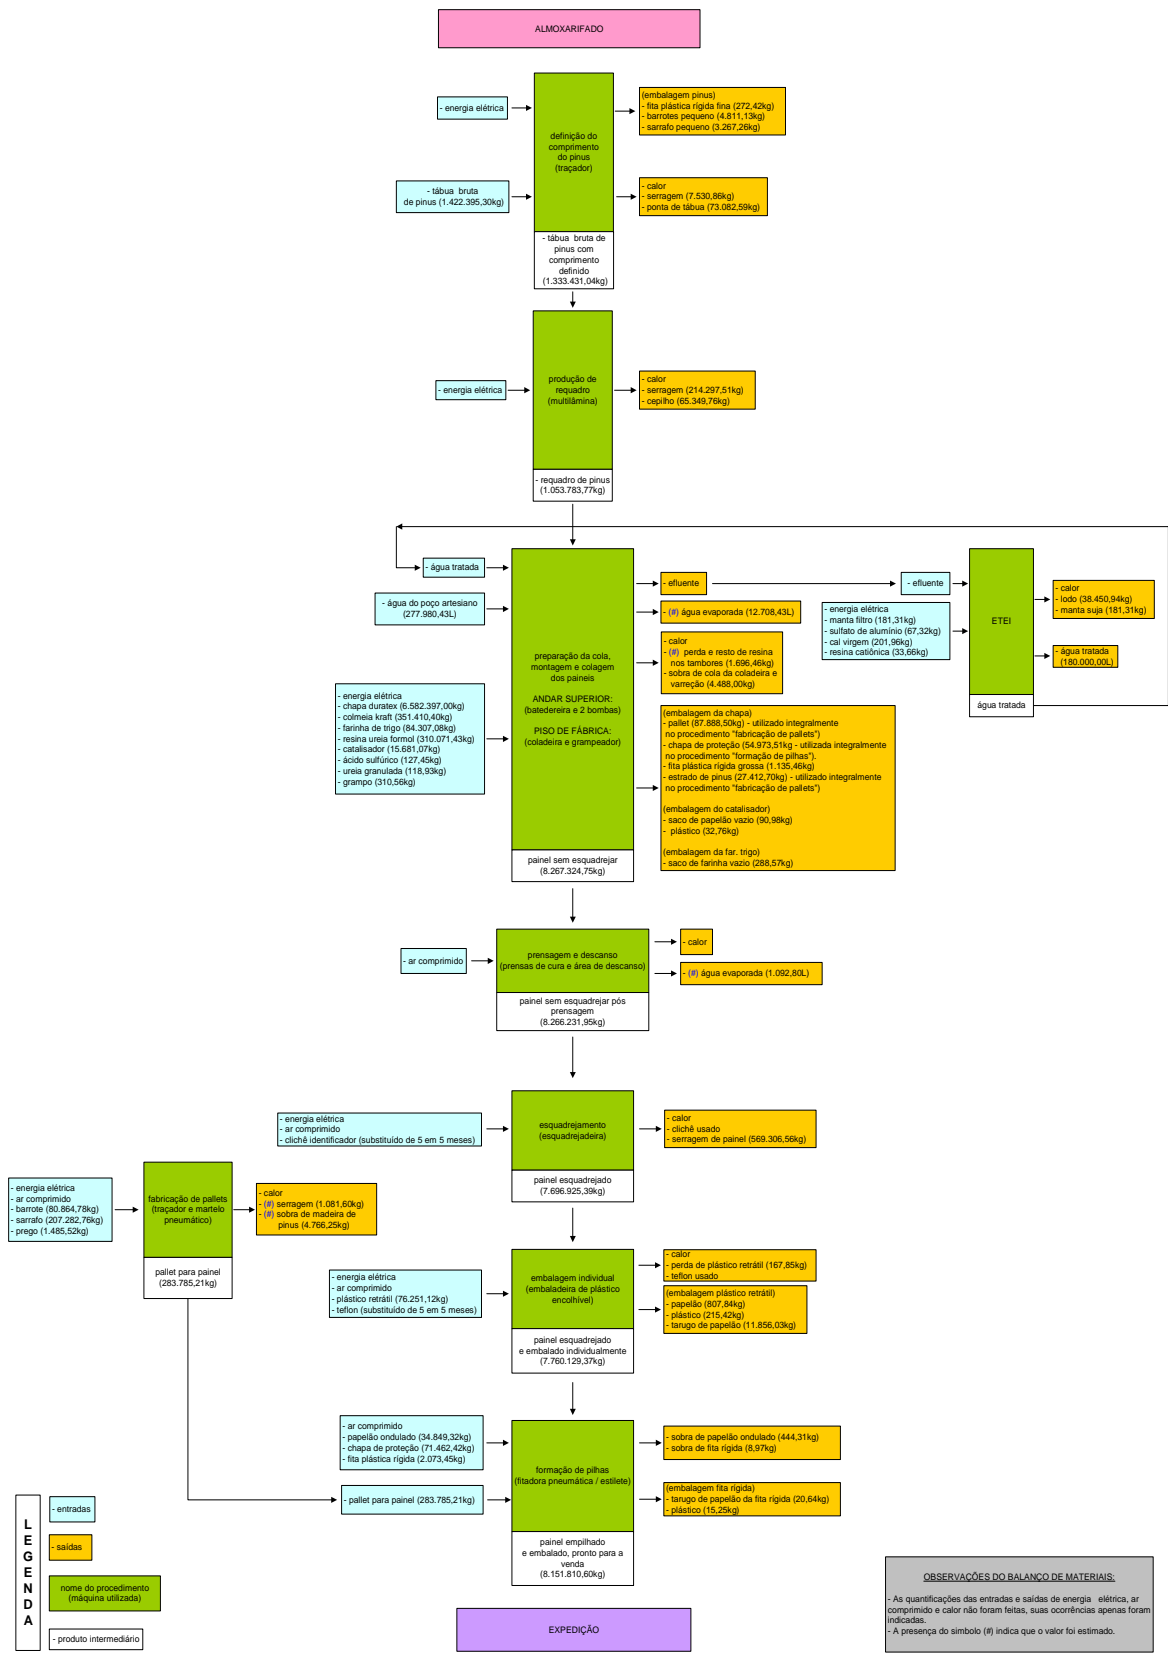 ALMOXARIFADO
- energia elétrica
- tábua  bruta
de pinus (1.422.395,30kg)
definição do
comprimento
do pinus
(traçador)
- tábua  bruta de
pinus com
comprimento
definido
(1.333.431,04kg)
(embalagem pinus)
- fita plástica rígida fina (272,42kg)
- barrotes pequeno (4.811,13kg)
- sarrafo pequeno (3.267,26kg)
- calor
- serragem (7.530,86kg)
- ponta de tábua (73.082,59kg)
- energia elétrica
produção de
requadro
(multilâmina)
- requadro de pinus
(1.053.783,77kg)
- calor
- serragem (214.297,51kg)
- cepilho (65.349,76kg)
- água tratada
- água do poço artesiano
(277.980,43L)
- energia elétrica
- chapa duratex (6.582.397,00kg)
- colmeia kraft (351.410,40kg)
- farinha de trigo (84.307,08kg)
- resina ureia formol (310.071,43kg)
- catalisador (15.681,07kg)
- ácido sulfúrico (127,45kg)
- ureia granulada (118,93kg)
- grampo (310,56kg)
preparação da cola,
montagem e colagem
dos paineis
ANDAR SUPERIOR:
(batedereira e 2 bombas)
PISO DE FÁBRICA:
(coladeira e grampeador)
painel sem esquadrejar
(8.267.324,75kg)
- efluente
- (#) água evaporada (12.708,43L)
- calor
- (#)  perda e resto de resina
nos tambores (1.696,46kg)
- sobra de cola da coladeira e
varreção (4.488,00kg)
(embalagem da chapa)
- pallet (87.888,50kg) - utilizado integralmente
no procedimento "fabricação de pallets")
- chapa de proteção (54.973,51kg - utilizada integralmente
no procedimento "formação de pilhas").
- fita plástica rígida grossa (1.135,46kg)
- estrado de pinus (27.412,70kg) - utilizado integralmente
no procedimento "fabricação de pallets")
(embalagem do catalisador)
- saco de papelão vazio (90,98kg)
-  plástico (32,76kg)
(embalagem da far. trigo)
- saco de farinha vazio (288,57kg)
- efluente
- energia elétrica
- manta filtro (181,31kg)
- sulfato de alumínio (67,32kg)
- cal virgem (201,96kg)
- resina catiônica (33,66kg)
ETEI
água tratada
- calor
- lodo (38.450,94kg)
- manta suja (181,31kg)
- água tratada
(180.000,00L)
- ar comprimido
prensagem e descanso
(prensas de cura e área de descanso)
painel sem esquadrejar pós
prensagem
(8.266.231,95kg)
- calor
- (#) água evaporada (1.092,80L)
- energia elétrica
- ar comprimido
- clichê identificador (substituído de 5 em 5 meses)
esquadrejamento
(esquadrejadeira)
painel esquadrejado
(7.696.925,39kg)
- calor
- clichê usado
- serragem de painel (569.306,56kg)
- energia elétrica
- ar comprimido
- barrote (80.864,78kg)
- sarrafo (207.282,76kg)
- prego (1.485,52kg)
fabricação de pallets
(traçador e martelo
pneumático)
pallet para painel
(283.785,21kg)
- calor
- (#) serragem (1.081,60kg)
- (#) sobra de madeira de
pinus (4.766,25kg)
- energia elétrica
- ar comprimido
- plástico retrátil (76.251,12kg)
- teflon (substituído de 5 em 5 meses)
embalagem individual
(embaladeira de plástico
encolhível)
painel esquadrejado
e embalado individualmente
(7.760.129,37kg)
- calor
- perda de plástico retrátil (167,85kg)
- teflon usado
(embalagem plástico retrátil)
- papelão (807,84kg)
- plástico (215,42kg)
- tarugo de papelão (11.856,03kg)
- ar comprimido
- papelão ondulado (34.849,32kg)
- chapa de proteção (71.462,42kg)
- fita plástica rígida (2.073,45kg)
- pallet para painel (283.785,21kg)
formação de pilhas
(fitadora pneumática / estilete)
painel empilhado
e embalado, pronto para a
venda
(8.151.810,60kg)
- sobra de papelão ondulado (444,31kg)
- sobra de fita rígida (8,97kg)
(embalagem fita rígida)
- tarugo de papelão da fita rígida (20,64kg)
- plástico (15,25kg)
EXPEDIÇÃO
L
E
G
E
N
D
A
- entradas
- saídas
nome do procedimento
(máquina utilizada)
- produto intermediário
OBSERVAÇÕES DO BALANÇO DE MATERIAIS:
- As quantificações das entradas e saídas de energia  elétrica, ar
comprimido e calor não foram feitas, suas ocorrências apenas foram
indicadas.
- A presença do simbolo (#) indica que o valor foi estimado.